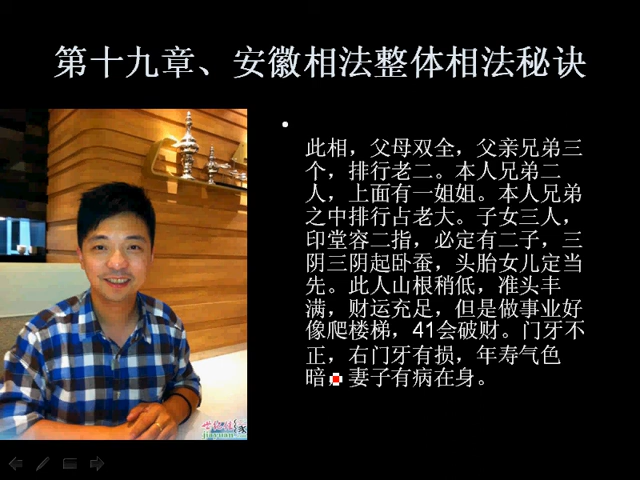 第十九章、安徽相法整体相法秘诀
此相，父母双全，父亲兄弟三
个，排行老二。本人兄弟二
人，上面有一姐姐。本人兄弟
之中排行占老大。子女三人，
印堂容二指，必定有二子，三
阴三阳起卧蚕，头胎女儿定当
先。此人山根稍低，准头丰
满，财运充足，但是做事业好
像爬楼梯，41会破财。门牙不
正，右门牙有损，年寿气色
暗，妻子有病在身。
世纪佳缘